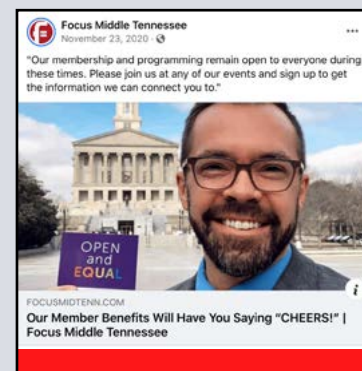 Focus Middle Tennessee
November 23, 2020 ·
"Our membership and programming remain open to everyone during
these times. Please join us at any of our events and sign up to get
the information we can connect you to."
OPEN
and
EQUAL
FOCUSMIDTENN.COM
Our Member Benefits Will Have You Saying "CHEERS!" |
Focus Middle Tennessee